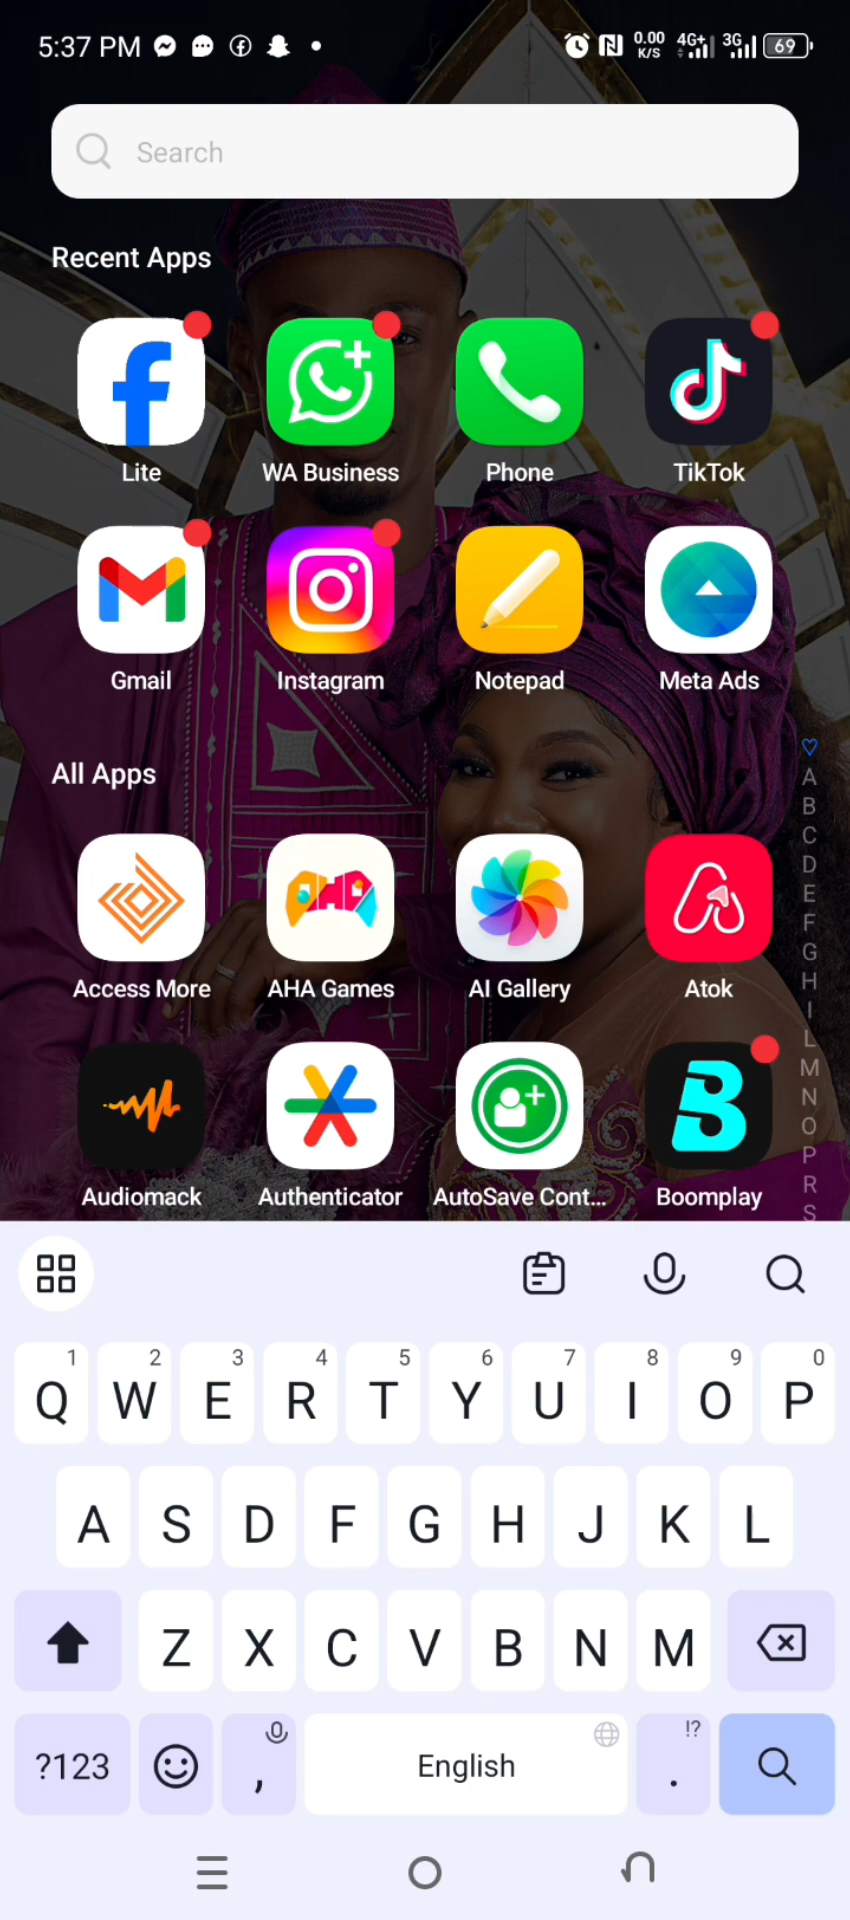 5:37 PM 0.00 K/S 4G+ 3G 69
Search
Recent Apps
Lite WA Business Phone TikTok
Gmail Instagram Notepad Meta Ads
All Apps
Access More AHA Games AI Gallery Atok
Audiomack Authenticator AutoSave Cont... Boomplay
A
B
C
D
E
F
G
H
I
L
M
N
O
P
R
S
1 2 3 4 5 6 7 8 9 0
Q W E R T Y U I O P
A S D F G H J K L
Z X C V B N M
?123 , English . !?